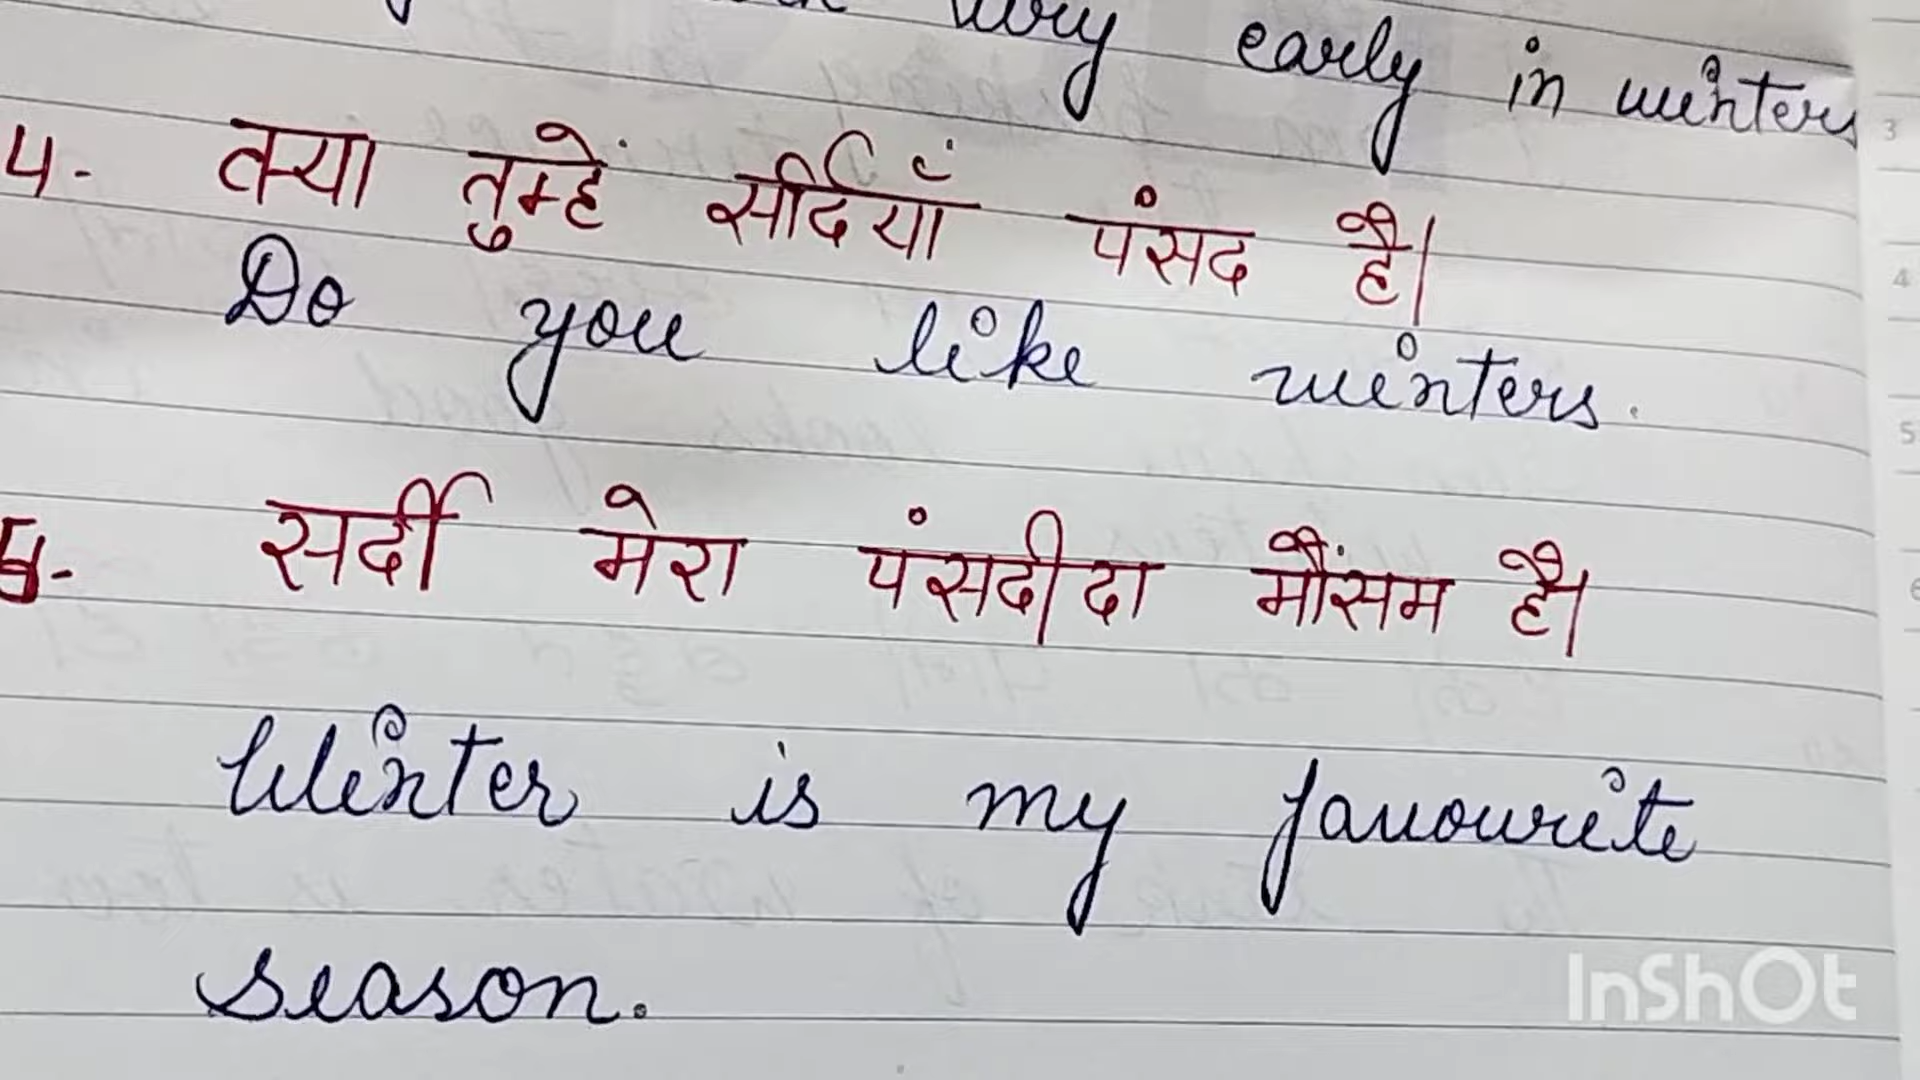 very early in winters
4. क्या तुम्हें सर्दियाँ पंसद है।
Do you like winters.
5. सर्दी मेरा पंसदीदा मौंसम है।
Winter is my favourite
season.
InShOt